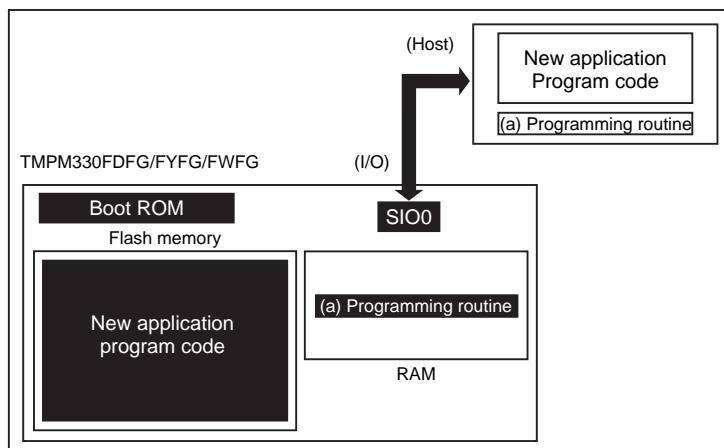 (Host)
New application
Program code
(a) Programming routine
TMPM330FDFG/FYFG/FWFG
(I/O)
Boot ROM
SIO0
Flash memory
(a) Programming routine
New application
program code
RAM